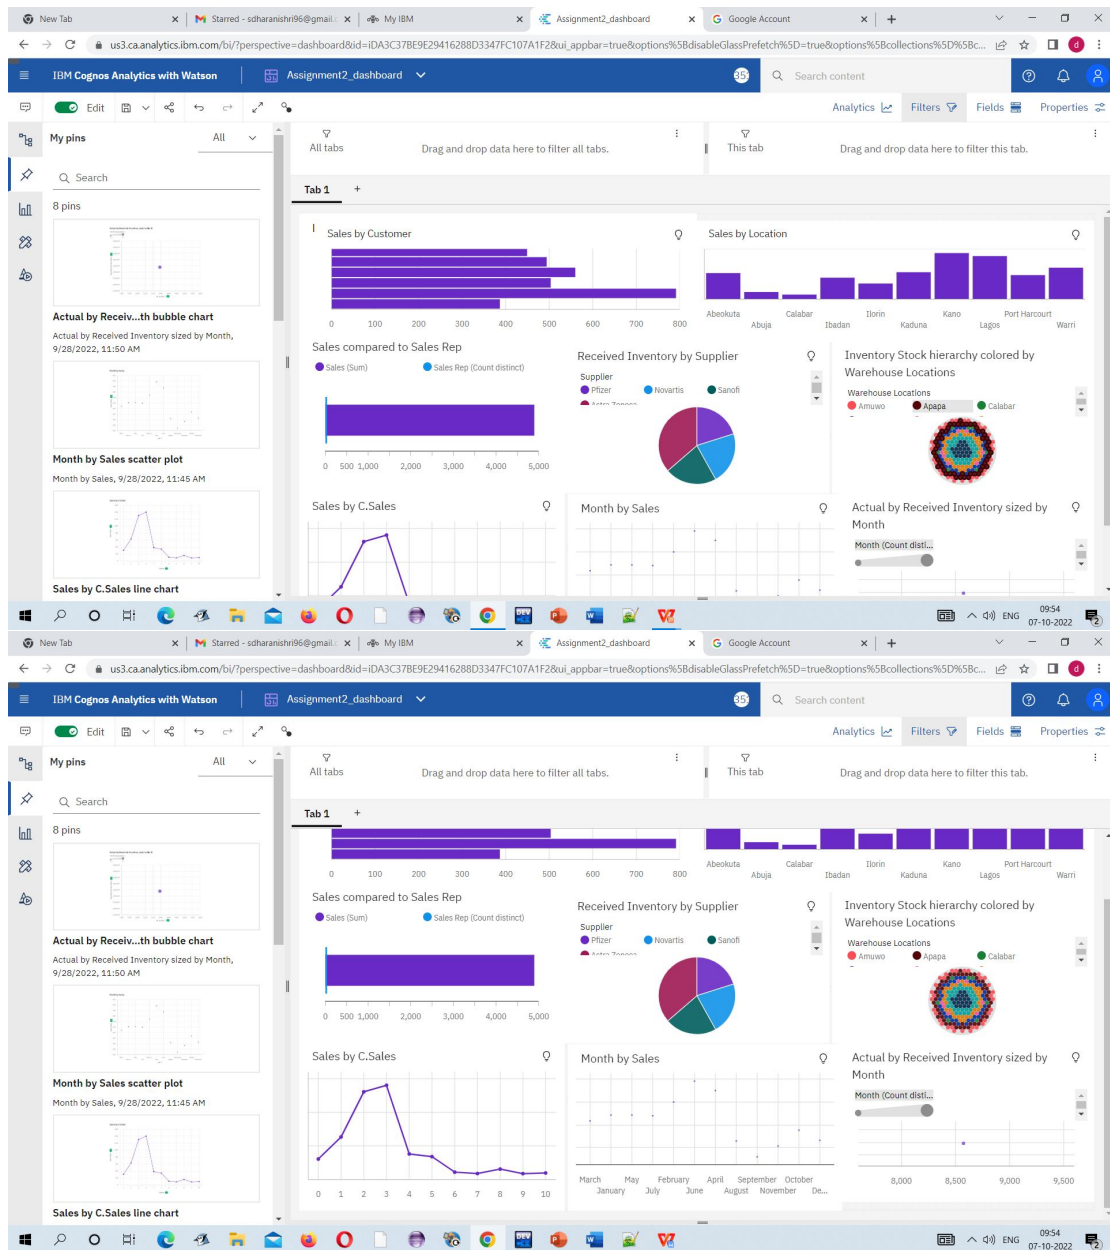 New Tab
Starred - sdharanishri96@gmail.c
My IBM
Assignment2_dashboard
Google Account
us3.ca.analytics.ibm.com/bi/?perspective=dashboard&id=iDA3C37BE9E29416288D3347FC107A1F2&ui_appbar=true&options%5BdisableGlassPrefetch%5D=true&options%5Bcollections%5D%5Bc...
d
IBM Cognos Analytics with Watson
Assignment2_dashboard
Search content
Edit
Analytics
Filters
Fields
Properties
My pins
All
All tabs
Drag and drop data here to filter all tabs.
This tab
Drag and drop data here to filter this tab.
Search
Tab 1
8 pins
Actual by Receiv...th bubble chart
Actual by Received Inventory sized by Month,
9/28/2022, 11:50 AM
Month by Sales scatter plot
Month by Sales, 9/28/2022, 11:45 AM
Sales by C.Sales line chart
Sales by Customer
0 100 200 300 400 500 600 700 800
Sales by Location
Abeokuta Calabar Ilorin Kano Port Harcourt
Abuja Ibadan Kaduna Lagos Warri
Sales compared to Sales Rep
Sales (Sum) Sales Rep (Count distinct)
0 500 1,000 2,000 3,000 4,000 5,000
Received Inventory by Supplier
Supplier
Pfizer Novartis Sanofi
Inventory Stock hierarchy colored by
Warehouse Locations
Warehouse Locations
Amuwo Apapa Calabar
Sales by C.Sales
Month by Sales
Actual by Received Inventory sized by
Month
Month (Count disti...
ENG
09:54
07-10-2022
2
New Tab
Starred - sdharanishri96@gmail.c
My IBM
Assignment2_dashboard
Google Account
us3.ca.analytics.ibm.com/bi/?perspective=dashboard&id=iDA3C37BE9E29416288D3347FC107A1F2&ui_appbar=true&options%5BdisableGlassPrefetch%5D=true&options%5Bcollections%5D%5Bc...
d
IBM Cognos Analytics with Watson
Assignment2_dashboard
Search content
Edit
Analytics
Filters
Fields
Properties
My pins
All
All tabs
Drag and drop data here to filter all tabs.
This tab
Drag and drop data here to filter this tab.
Search
Tab 1
8 pins
Actual by Receiv...th bubble chart
Actual by Received Inventory sized by Month,
9/28/2022, 11:50 AM
Month by Sales scatter plot
Month by Sales, 9/28/2022, 11:45 AM
Sales by C.Sales line chart
0 100 200 300 400 500 600 700 800
Abeokuta Calabar Ilorin Kano Port Harcourt
Abuja Ibadan Kaduna Lagos Warri
Sales compared to Sales Rep
Sales (Sum) Sales Rep (Count distinct)
0 500 1,000 2,000 3,000 4,000 5,000
Received Inventory by Supplier
Supplier
Pfizer Novartis Sanofi
Inventory Stock hierarchy colored by
Warehouse Locations
Warehouse Locations
Amuwo Apapa Calabar
Sales by C.Sales
0 1 2 3 4 5 6 7 8 9 10
Month by Sales
March May February April September October
January July June August November De...
Actual by Received Inventory sized by
Month
Month (Count disti...
8,000 8,500 9,000 9,500
ENG
09:54
07-10-2022
2